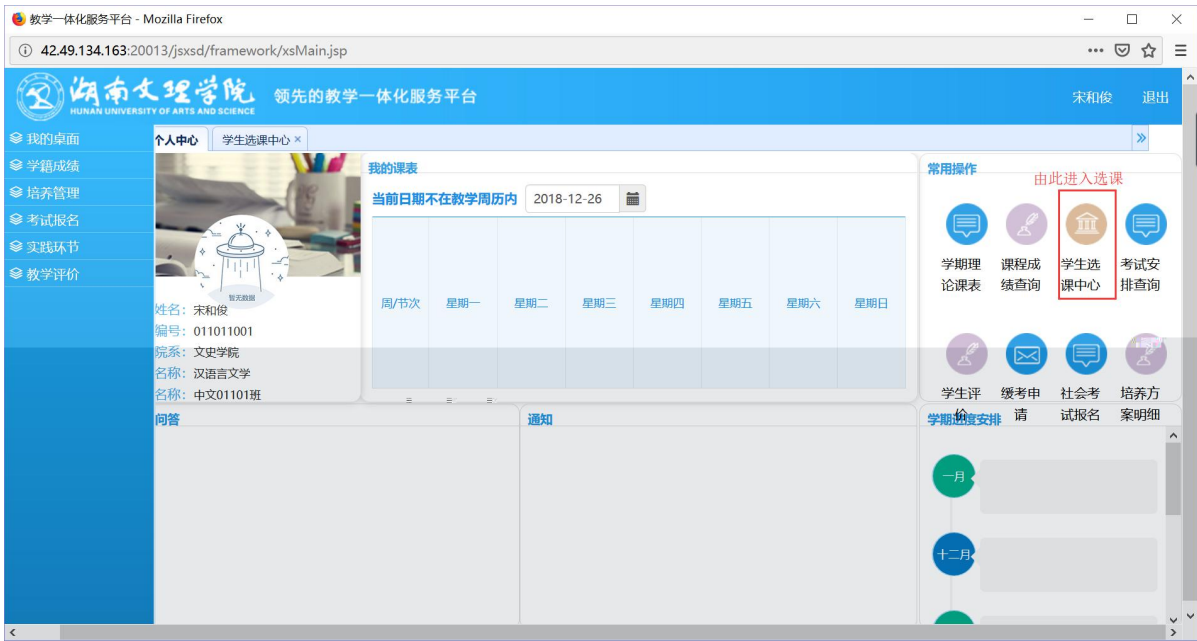 教学一体化服务平台 - Mozilla Firefox
42.49.134.163:20013/jsxsd/framework/xsMain.jsp
湖南文理学院
HUNAN UNIVERSITY OF ARTS AND SCIENCE
领先的教学一体化服务平台
宋和俊 退出
我的桌面
学籍成绩
培养管理
考试报名
实践环节
教学评价
个人中心 学生选课中心 ×
暂无数据
姓名：宋和俊
编号：011011001
院系：文史学院
名称：汉语言文学
名称：中文01101班
我的课表
当前日期不在教学周历内 2018-12-26
周/节次 星期一 星期二 星期三 星期四 星期五 星期六 星期日
常用操作
由此进入选课
学期理论课表
课程成绩查询
学生选课中心
考试安排查询
学生评价
缓考申请
社会考试报名
培养方案明细
问答
通知
学期进度安排
一月
十二月